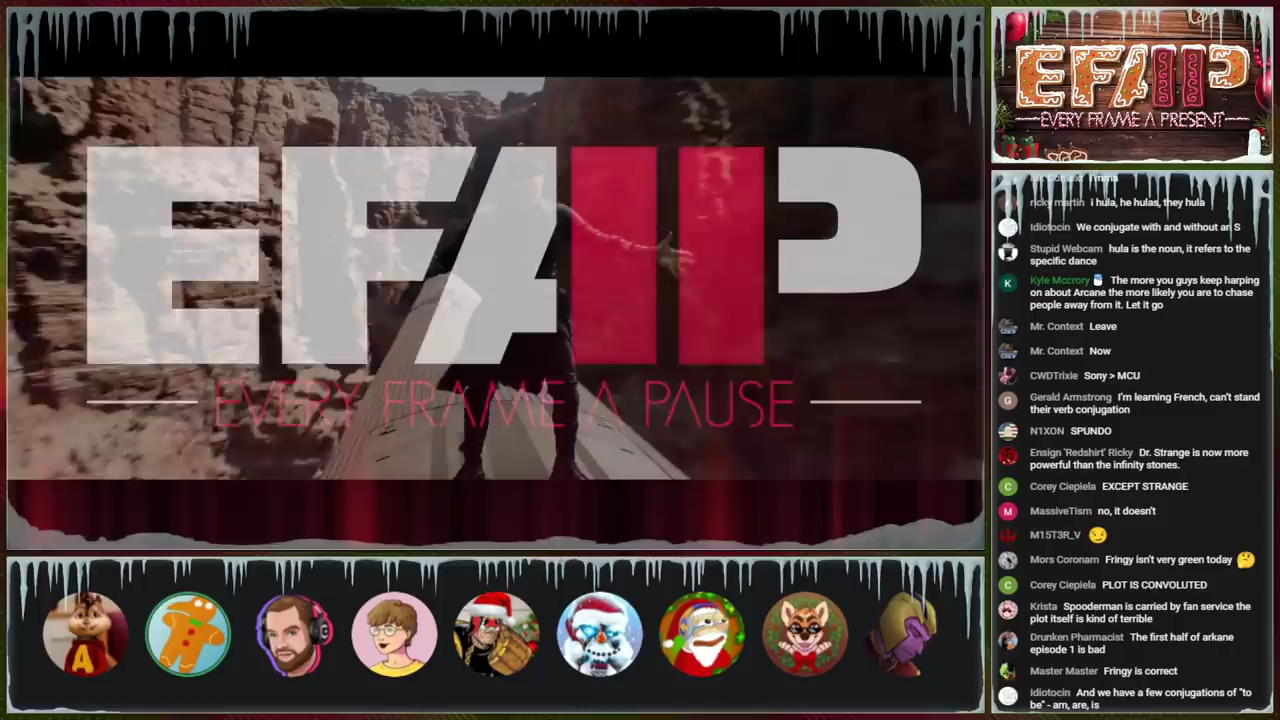 EFAIIP
EVERY FRAME A PAUSE
EFAIIP
EVERY FRAME A PRESENT
A
ricky martin i hula, he hulas, they hula
Idiotocin We conjugate with and without an S
Stupid Webcam hula is the noun, it refers to the
specific dance
K Kyle Mccrory The more you guys keep harping
on about Arcane the more likely you are to chase
people away from it. Let it go
Mr. Context Leave
Mr. Context Now
CWDTrixie Sony > MCU
G Gerald Armstrong I'm learning French, can't stand
their verb conjugation
N1XON SPUNDO
Ensign 'Redshirt' Ricky Dr. Strange is now more
powerful than the infinity stones.
C Corey Ciepiela EXCEPT STRANGE
M MassiveTism no, it doesn't
M15T3R_V 😏
Mors Coronam Fringy isn't very green today 🤔
C Corey Ciepiela PLOT IS CONVOLUTED
Krista Spooderman is carried by fan service the
plot itself is kind of terrible
Drunken Pharmacist The first half of arkane
episode 1 is bad
Master Master Fringy is correct
Idiotocin And we have a few conjugations of "to
be" - am, are, is